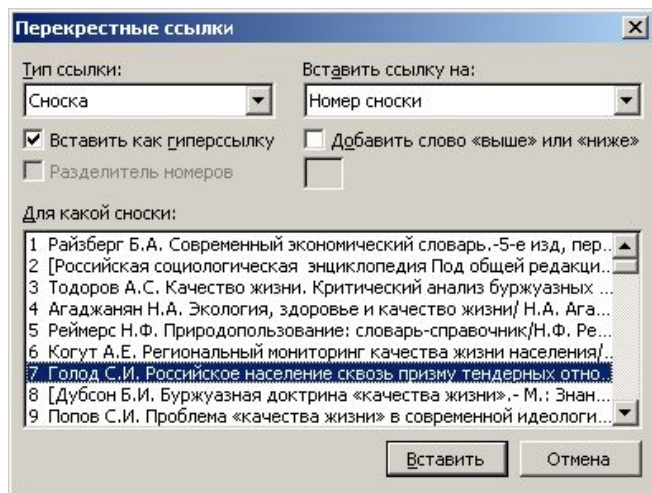 Перекрестные ссылки
Тип ссылки:
Вставить ссылку на:
Сноска
Номер сноски
Вставить как гиперссылку
Добавить слово «выше» или «ниже»
Разделитель номеров
Для какой сноски:
1 Райзберг Б.А. Современный экономический словарь.-5-е изд, пер...
2 [Российская социологическая энциклопедия Под общей редакци...
3 Тодоров А.С. Качество жизни. Критический анализ буржуазных ...
4 Агаджанян Н.А. Экология, здоровье и качество жизни/ Н.А. Ага...
5 Реймерс Н.Ф. Природопользование: словарь-справочник/Н.Ф. Ре...
6 Когут А.Е. Региональный мониторинг качества жизни населения/...
7 Голод С.И. Российское население сквозь призму тендерных отно...
8 [Дубсон Б.И. Буржуазная доктрина «качества жизни».- М.: Знан...
9 Попов С.И. Проблема «качества жизни» в современной идеологи...
Вставить
Отмена